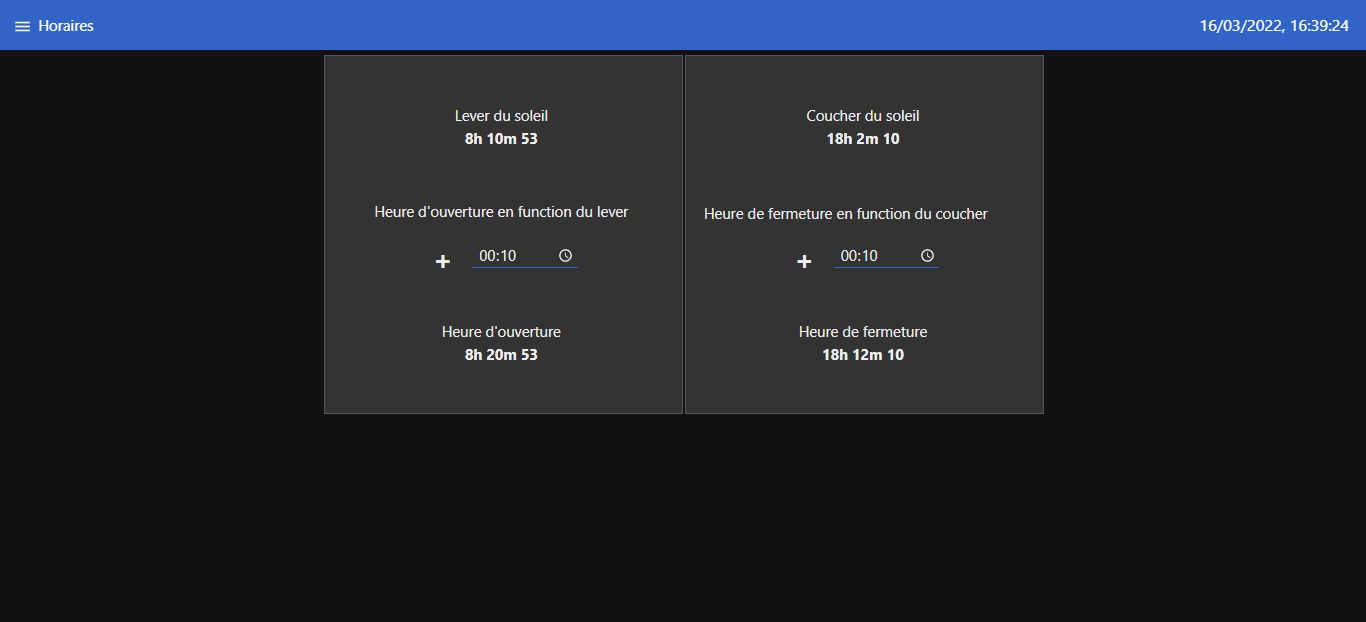 Horaires
16/03/2022, 16:39:24
Lever du soleil
8h 10m 53
Heure d'ouverture en function du lever
+ 00:10
Heure d'ouverture
8h 20m 53
Coucher du soleil
18h 2m 10
Heure de fermeture en function du coucher
+ 00:10
Heure de fermeture
18h 12m 10